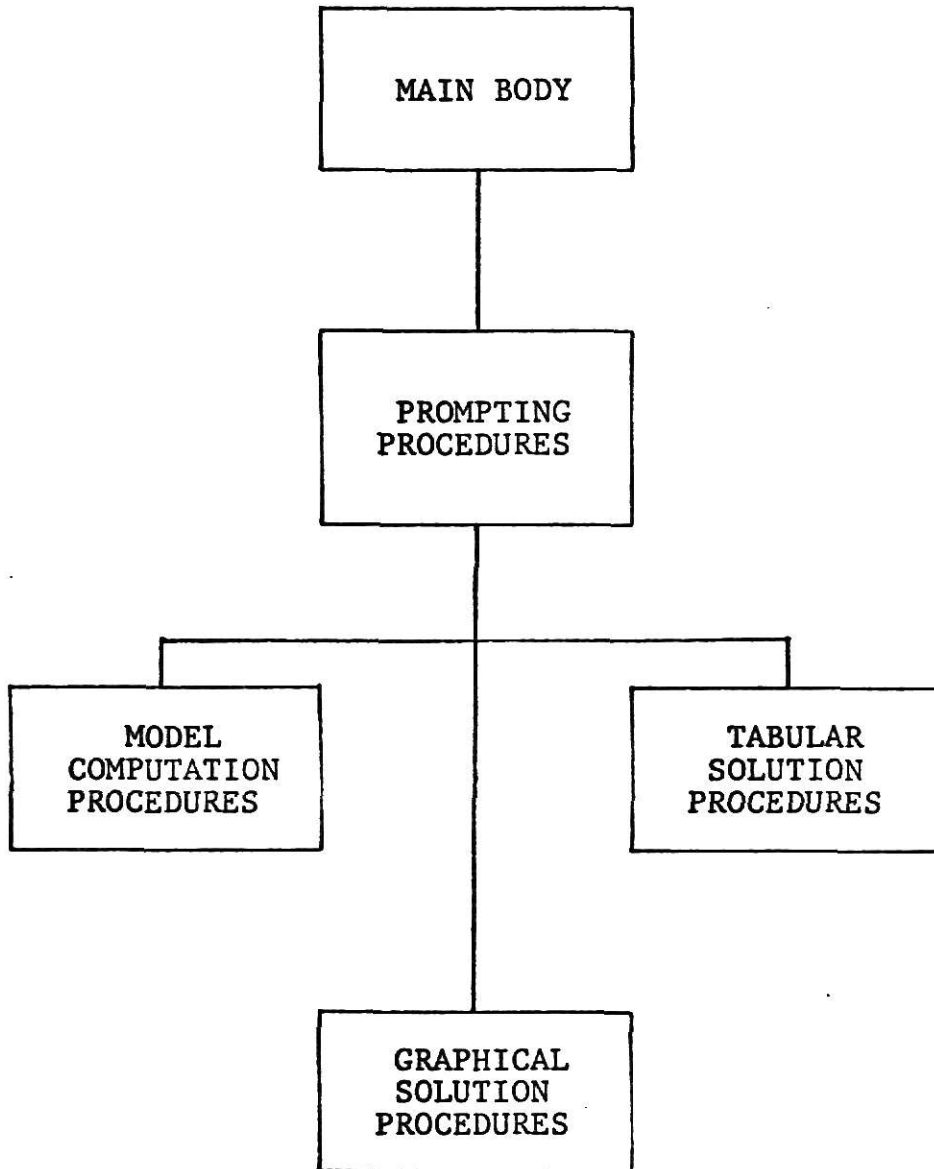 MAIN BODY
PROMPTING
PROCEDURES
MODEL
COMPUTATION
PROCEDURES
TABULAR
SOLUTION
PROCEDURES
GRAPHICAL
SOLUTION
PROCEDURES